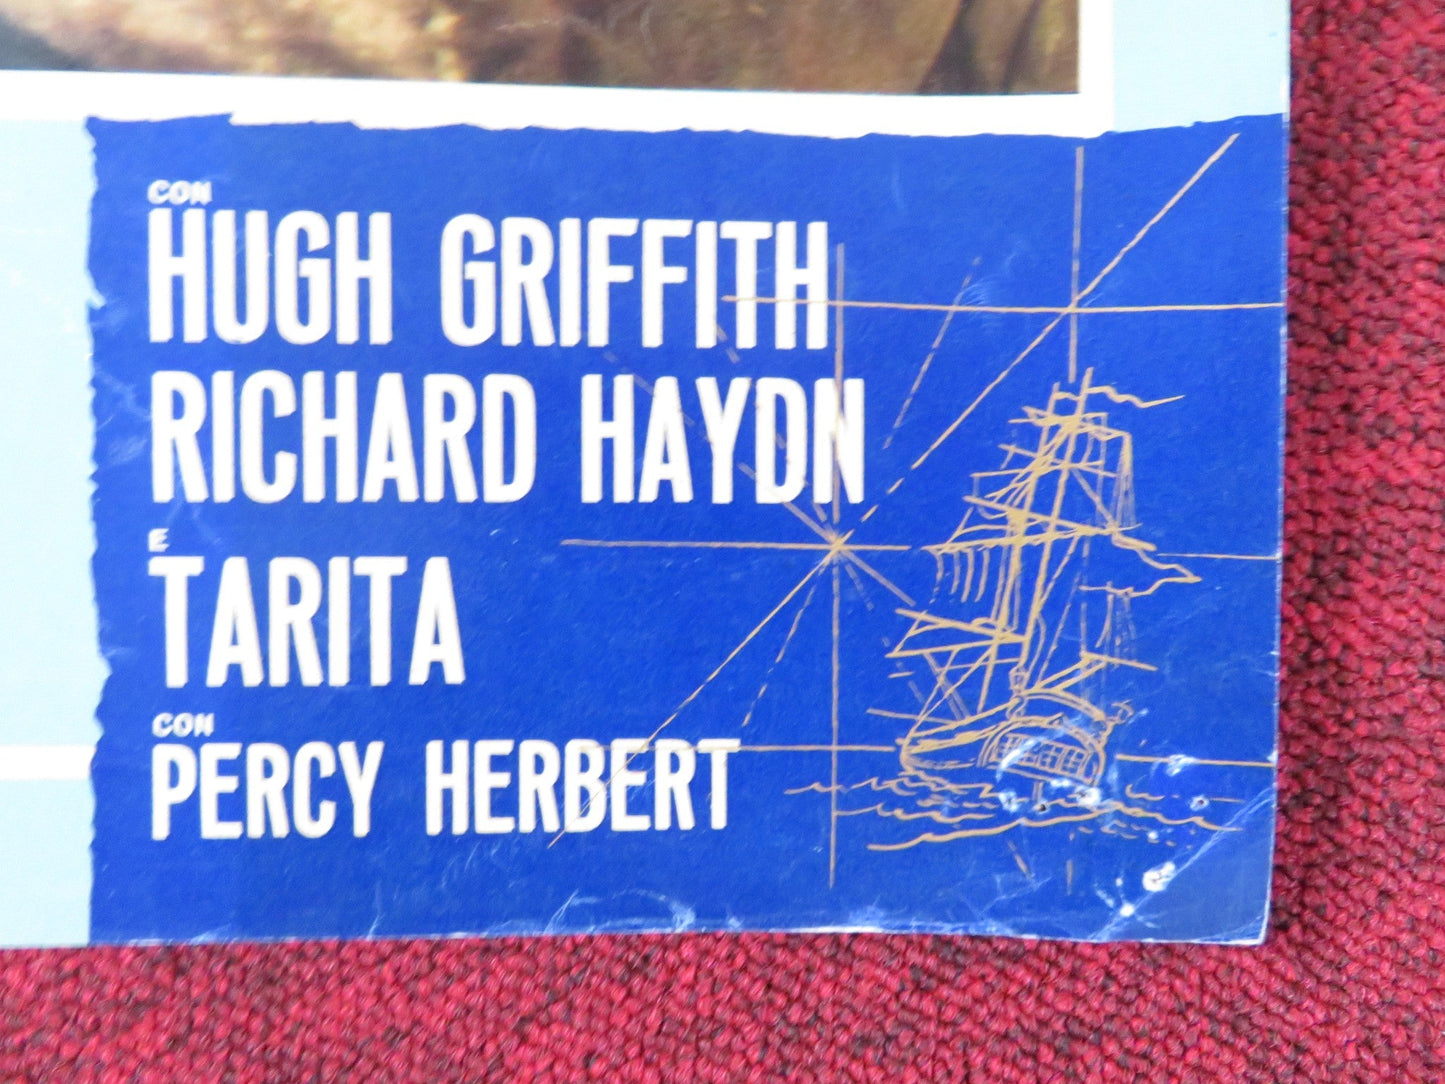 CON
HUGH GRIFFITH
RICHARD HAYDN
E
TARITA
CON
PERCY HERBERT